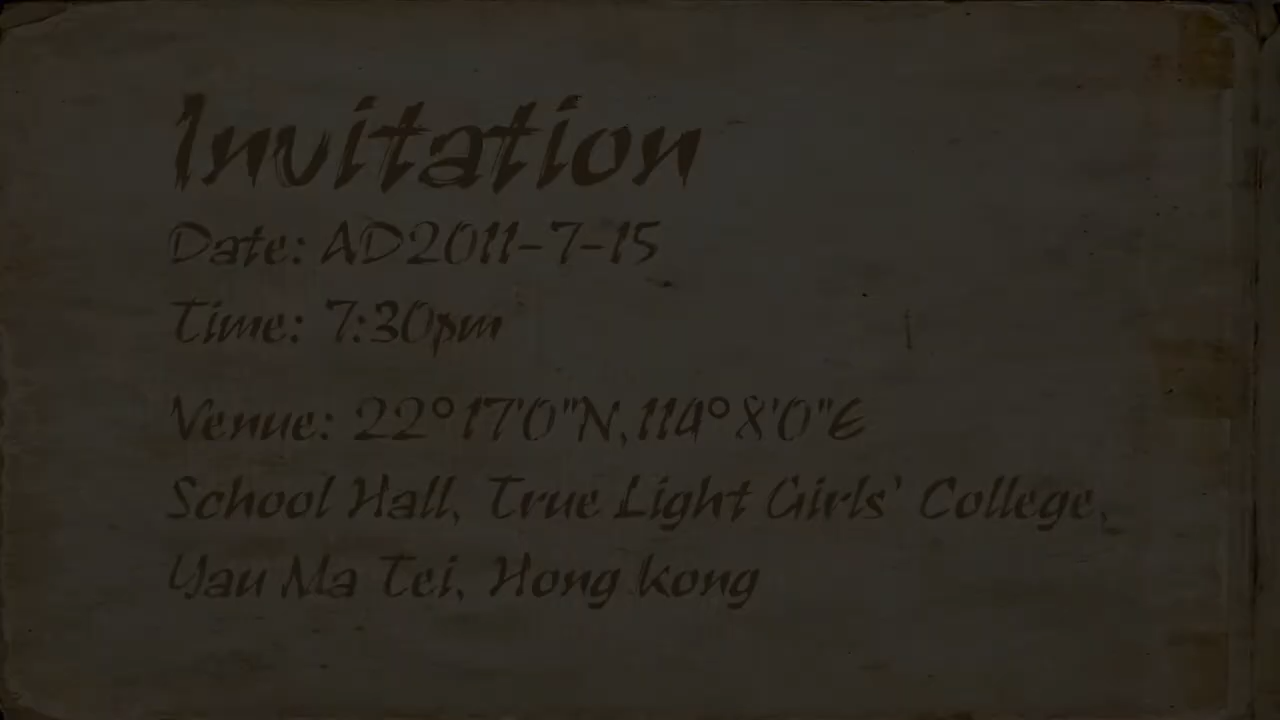 Invitation
Date: AD2011-7-15
Time: 7:30pm
Venue: 22°17'0"N, 114°8'0"E
School Hall, True Light Girls' College,
Yau Ma Tei, Hong Kong